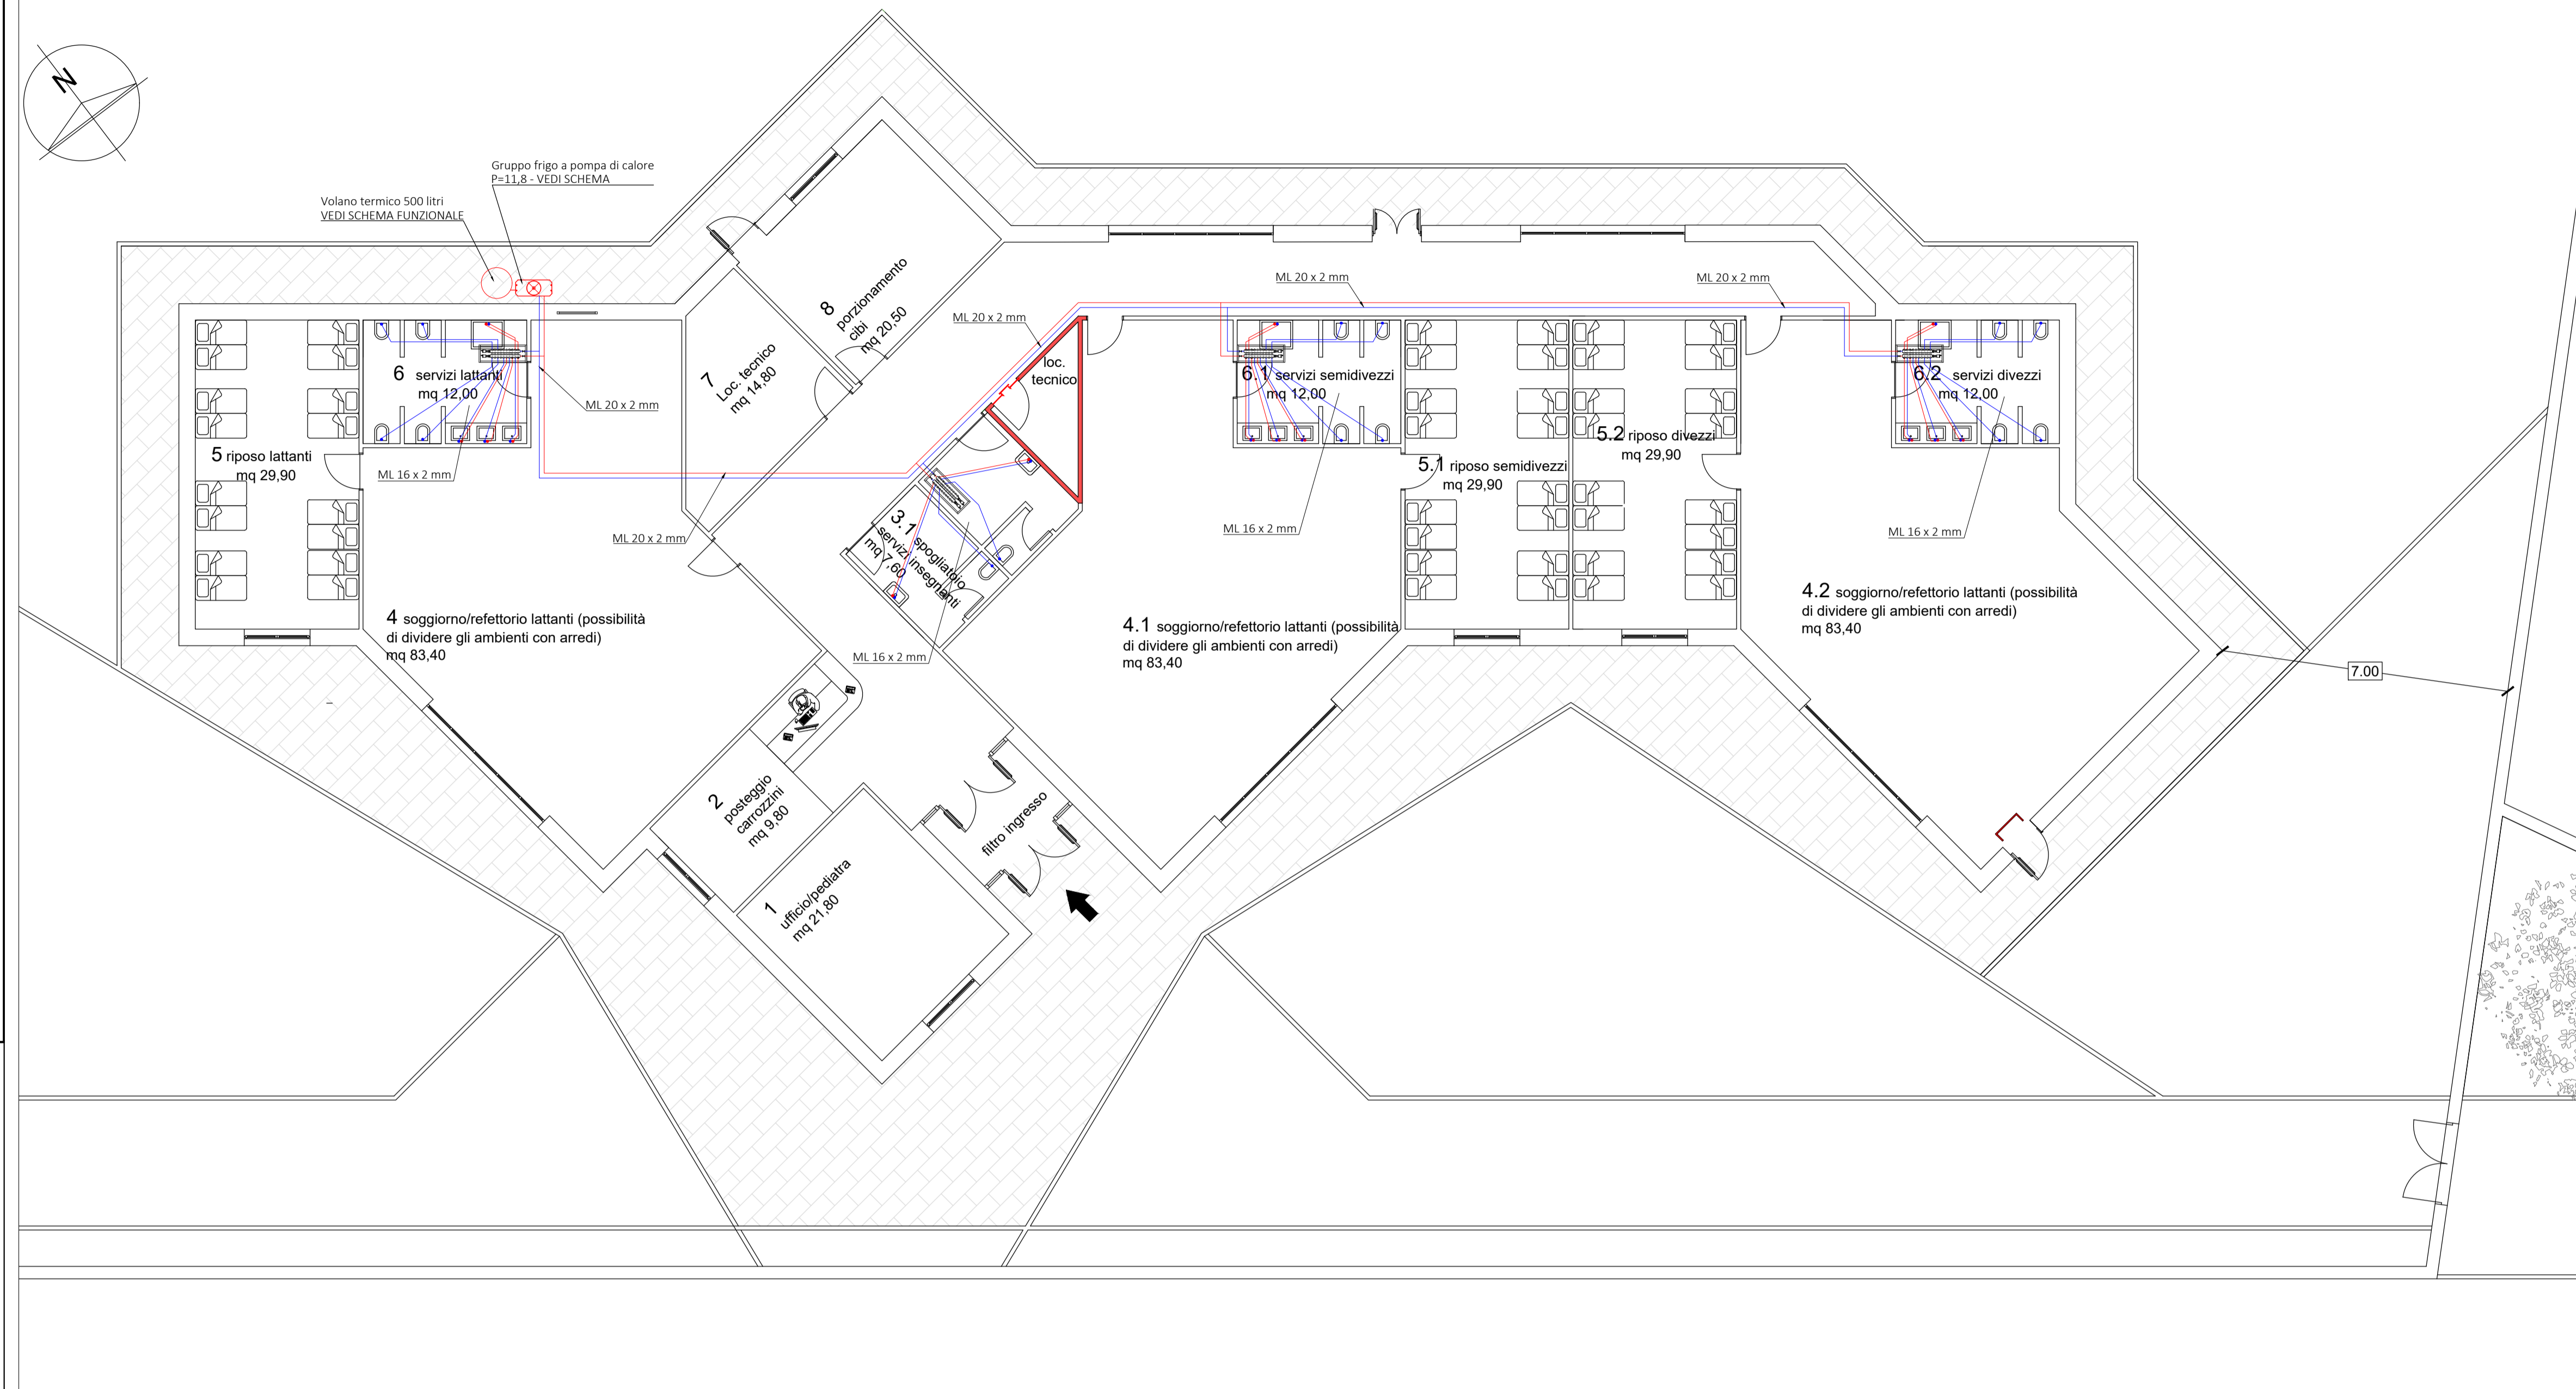 N
Gruppo frigo a pompa di calore
P=11,8 - VEDI SCHEMA
Volano termico 500 litri
VEDI SCHEMA FUNZIONALE
8
porzionamento
cibi
mq 20,50
7
Loc. tecnico
mq 14,80
ML 20 x 2 mm
ML 20 x 2 mm
ML 20 x 2 mm
loc.
tecnico
6 servizi lattanti
mq 12,00
ML 20 x 2 mm
6.1 servizi semidivezzi
mq 12,00
6.2 servizi divezzi
mq 12,00
5 riposo lattanti
mq 29,90
ML 16 x 2 mm
5.1 riposo semidivezzi
mq 29,90
5.2 riposo divezzi
mq 29,90
ML 20 x 2 mm
3.1 spogliatoio
servizi insegnanti
mq 7,60
ML 16 x 2 mm
ML 16 x 2 mm
ML 16 x 2 mm
4 soggiorno/refettorio lattanti (possibilità
di dividere gli ambienti con arredi)
mq 83,40
4.1 soggiorno/refettorio lattanti (possibilità
di dividere gli ambienti con arredi)
mq 83,40
4.2 soggiorno/refettorio lattanti (possibilità
di dividere gli ambienti con arredi)
mq 83,40
7.00
2
posteggio
carrozzini
mq 9,80
filtro ingresso
1
ufficio/pediatra
mq 21,80